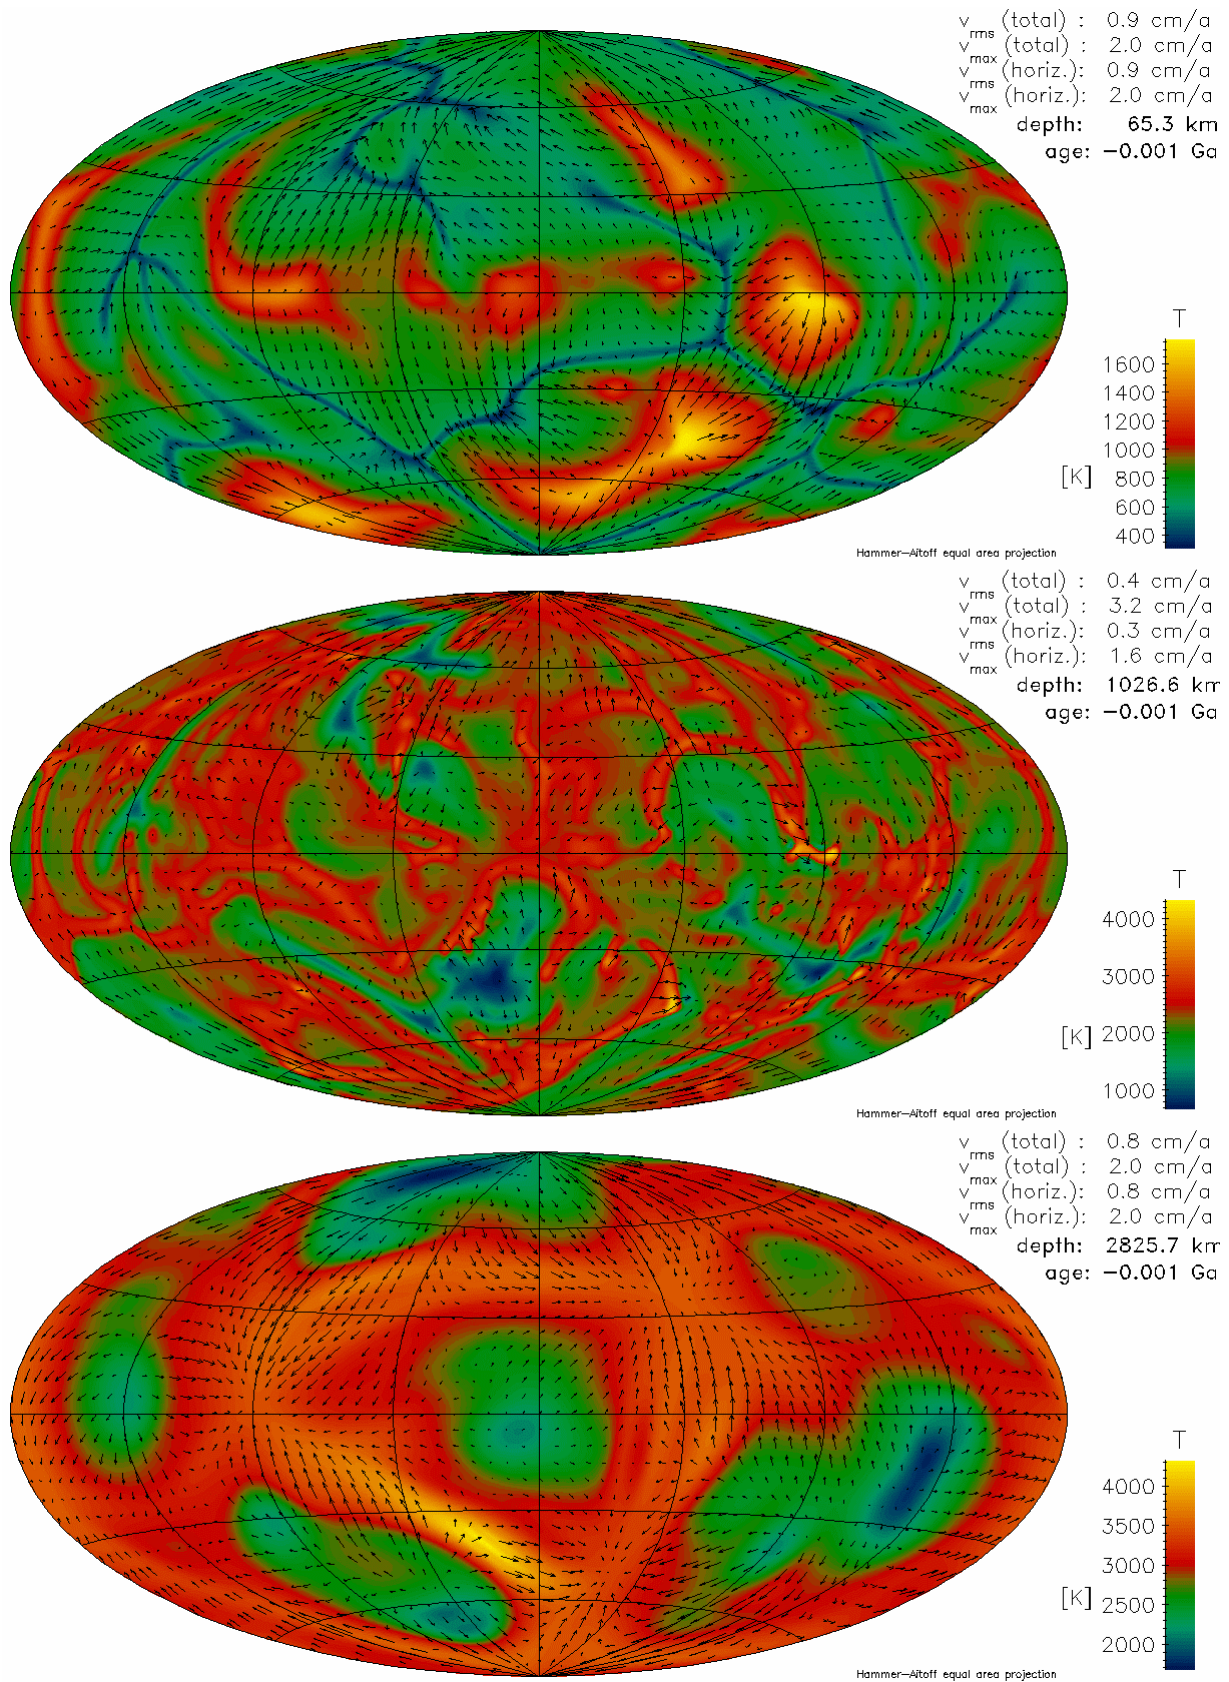 v_rms (total) : 0.9 cm/a
v_max (total) : 2.0 cm/a
v_rms (horiz.): 0.9 cm/a
v_max (horiz.): 2.0 cm/a
depth: 65.3 km
age: −0.001 Ga
T
1600
1400
1200
1000
[K] 800
600
400
Hammer−Aitoff equal area projection
v_rms (total) : 0.4 cm/a
v_max (total) : 3.2 cm/a
v_rms (horiz.): 0.3 cm/a
v_max (horiz.): 1.6 cm/a
depth: 1026.6 km
age: −0.001 Ga
T
4000
3000
[K] 2000
1000
Hammer−Aitoff equal area projection
v_rms (total) : 0.8 cm/a
v_max (total) : 2.0 cm/a
v_rms (horiz.): 0.8 cm/a
v_max (horiz.): 2.0 cm/a
depth: 2825.7 km
age: −0.001 Ga
T
4000
3500
3000
[K] 2500
2000
Hammer−Aitoff equal area projection